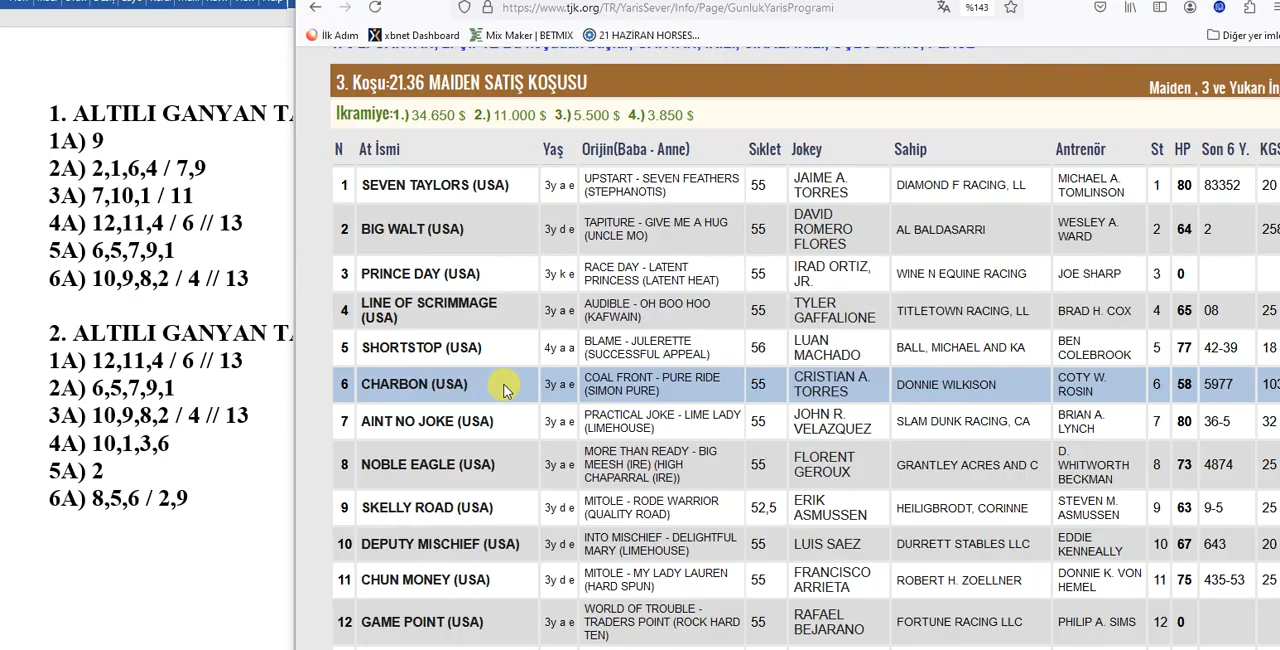 https://www.tjk.org/TR/YarisSever/Info/Page/GunlukYarisProgrami
%143
İlk Adım
xbnet Dashboard
Mix Maker | BETMIX
21 HAZİRAN HORSES...
Diğer yer imle
1. ALTILI GANYAN TA
1A) 9
2A) 2,1,6,4 / 7,9
3A) 7,10,1 / 11
4A) 12,11,4 / 6 // 13
5A) 6,5,7,9,1
6A) 10,9,8,2 / 4 // 13
2. ALTILI GANYAN TA
1A) 12,11,4 / 6 // 13
2A) 6,5,7,9,1
3A) 10,9,8,2 / 4 // 13
4A) 10,1,3,6
5A) 2
6A) 8,5,6 / 2,9
3. Koşu:21.36 MAIDEN SATIŞ KOŞUSU
Maiden , 3 ve Yukarı İn
İkramiye:1.) 34.650 $ 2.) 11.000 $ 3.) 5.500 $ 4.) 3.850 $
N At İsmi Yaş Orijin(Baba - Anne) Sıklet Jokey Sahip Antrenör St HP Son 6 Y. KGS
1 SEVEN TAYLORS (USA) 3y a e UPSTART - SEVEN FEATHERS (STEPHANOTIS) 55 JAIME A. TORRES DIAMOND F RACING, LL MICHAEL A. TOMLINSON 1 80 83352 20
2 BIG WALT (USA) 3y d e TAPITURE - GIVE ME A HUG (UNCLE MO) 55 DAVID ROMERO FLORES AL BALDASARRI WESLEY A. WARD 2 64 2 258
3 PRINCE DAY (USA) 3y k e RACE DAY - LATENT PRINCESS (LATENT HEAT) 55 IRAD ORTIZ, JR. WINE N EQUINE RACING JOE SHARP 3 0
4 LINE OF SCRIMMAGE (USA) 3y a e AUDIBLE - OH BOO HOO (KAFWAIN) 55 TYLER GAFFALIONE TITLETOWN RACING, LL BRAD H. COX 4 65 08 25
5 SHORTSTOP (USA) 4y a a BLAME - JULERETTE (SUCCESSFUL APPEAL) 56 LUAN MACHADO BALL, MICHAEL AND KA BEN COLEBROOK 5 77 42-39 18
6 CHARBON (USA) 3y a e COAL FRONT - PURE RIDE (SIMON PURE) 55 CRISTIAN A. TORRES DONNIE WILKISON COTY W. ROSIN 6 58 5977 103
7 AINT NO JOKE (USA) 3y a e PRACTICAL JOKE - LIME LADY (LIMEHOUSE) 55 JOHN R. VELAZQUEZ SLAM DUNK RACING, CA BRIAN A. LYNCH 7 80 36-5 32
8 NOBLE EAGLE (USA) 3y a e MORE THAN READY - BIG MEESH (IRE) (HIGH CHAPARRAL (IRE)) 55 FLORENT GEROUX GRANTLEY ACRES AND C D. WHITWORTH BECKMAN 8 73 4874 25
9 SKELLY ROAD (USA) 3y d e MITOLE - RODE WARRIOR (QUALITY ROAD) 52,5 ERIK ASMUSSEN HEILIGBRODT, CORINNE STEVEN M. ASMUSSEN 9 63 9-5 25
10 DEPUTY MISCHIEF (USA) 3y d e INTO MISCHIEF - DELIGHTFUL MARY (LIMEHOUSE) 55 LUIS SAEZ DURRETT STABLES LLC EDDIE KENNEALLY 10 67 643 20
11 CHUN MONEY (USA) 3y d e MITOLE - MY LADY LAUREN (HARD SPUN) 55 FRANCISCO ARRIETA ROBERT H. ZOELLNER DONNIE K. VON HEMEL 11 75 435-53 25
12 GAME POINT (USA) 3y a e WORLD OF TROUBLE - TRADERS POINT (ROCK HARD TEN) 55 RAFAEL BEJARANO FORTUNE RACING LLC PHILIP A. SIMS 12 0